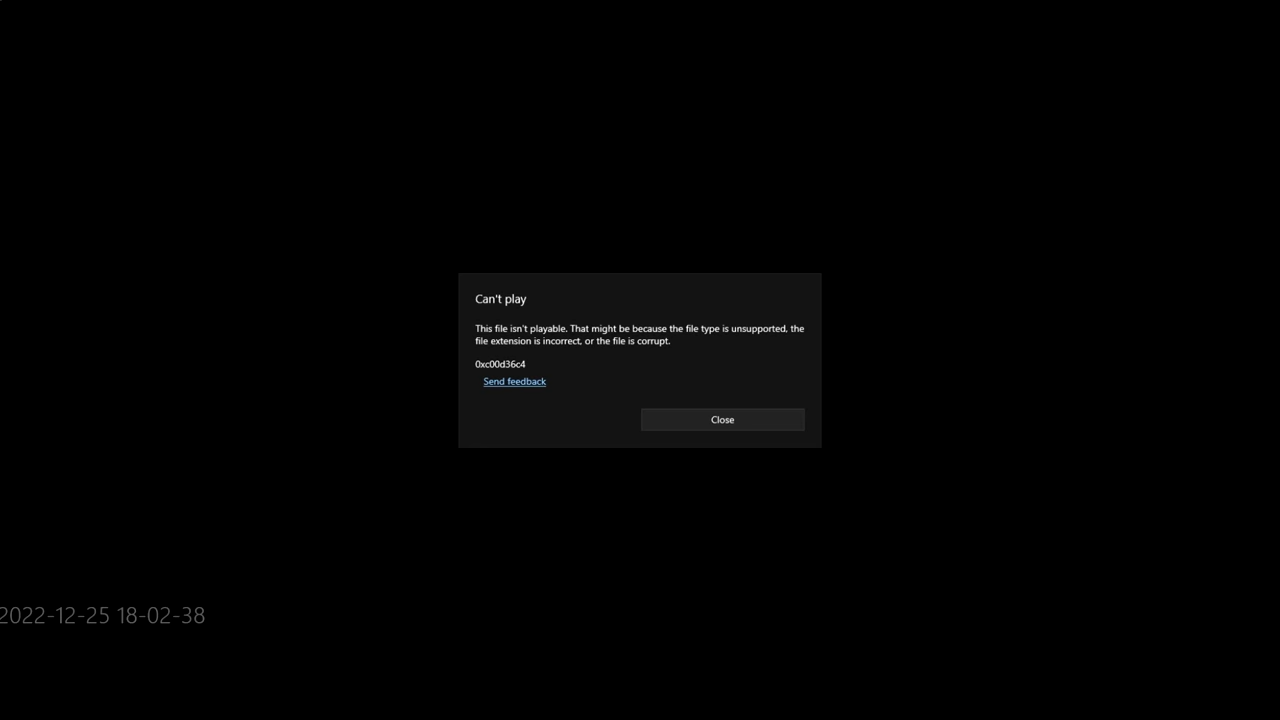 Can't play
This file isn't playable. That might be because the file type is unsupported, the
file extension is incorrect, or the file is corrupt.
0xc00d36c4
Send feedback
Close
2022-12-25 18-02-38